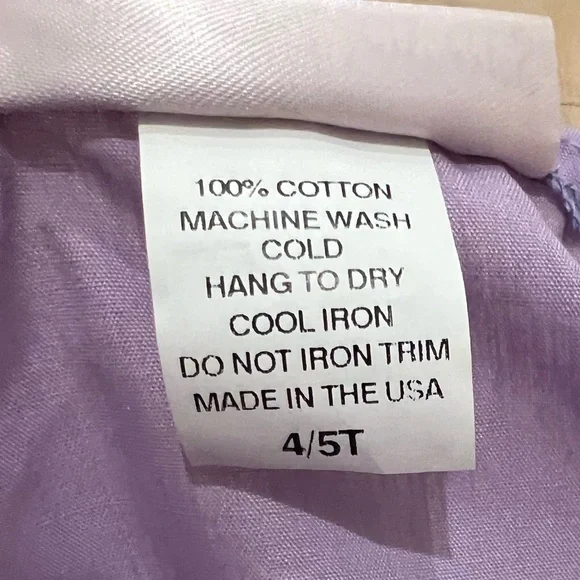 100% COTTON
MACHINE WASH
COLD
HANG TO DRY
COOL IRON
DO NOT IRON TRIM
MADE IN THE USA
4/5T